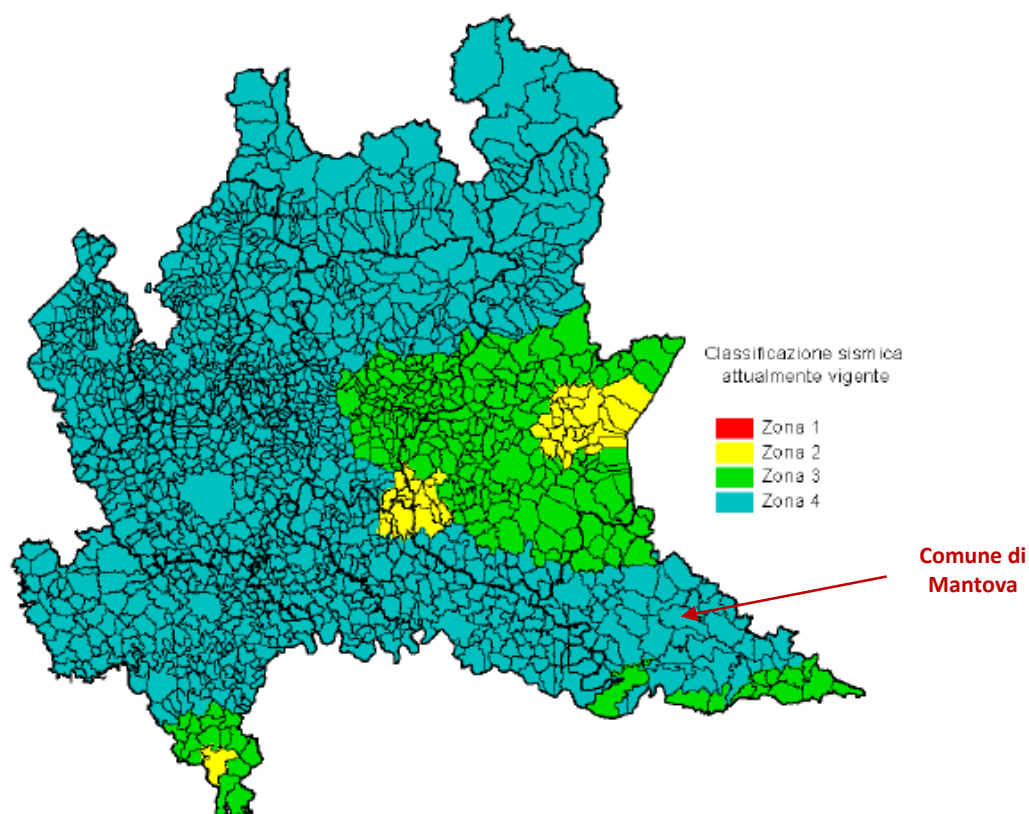 Classificazione sismica
attualmente vigente
Zona 1
Zona 2
Zona 3
Zona 4
Comune di
Mantova